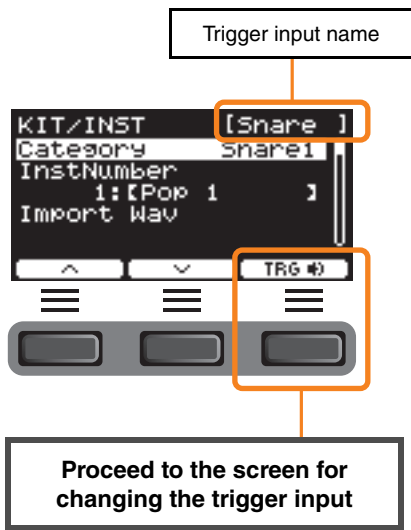 Trigger input name
KIT/INST [Snare ]
Category Snare1
InstNumber
1:[Pop 1 ]
Import Wav
TRG
Proceed to the screen for
changing the trigger input